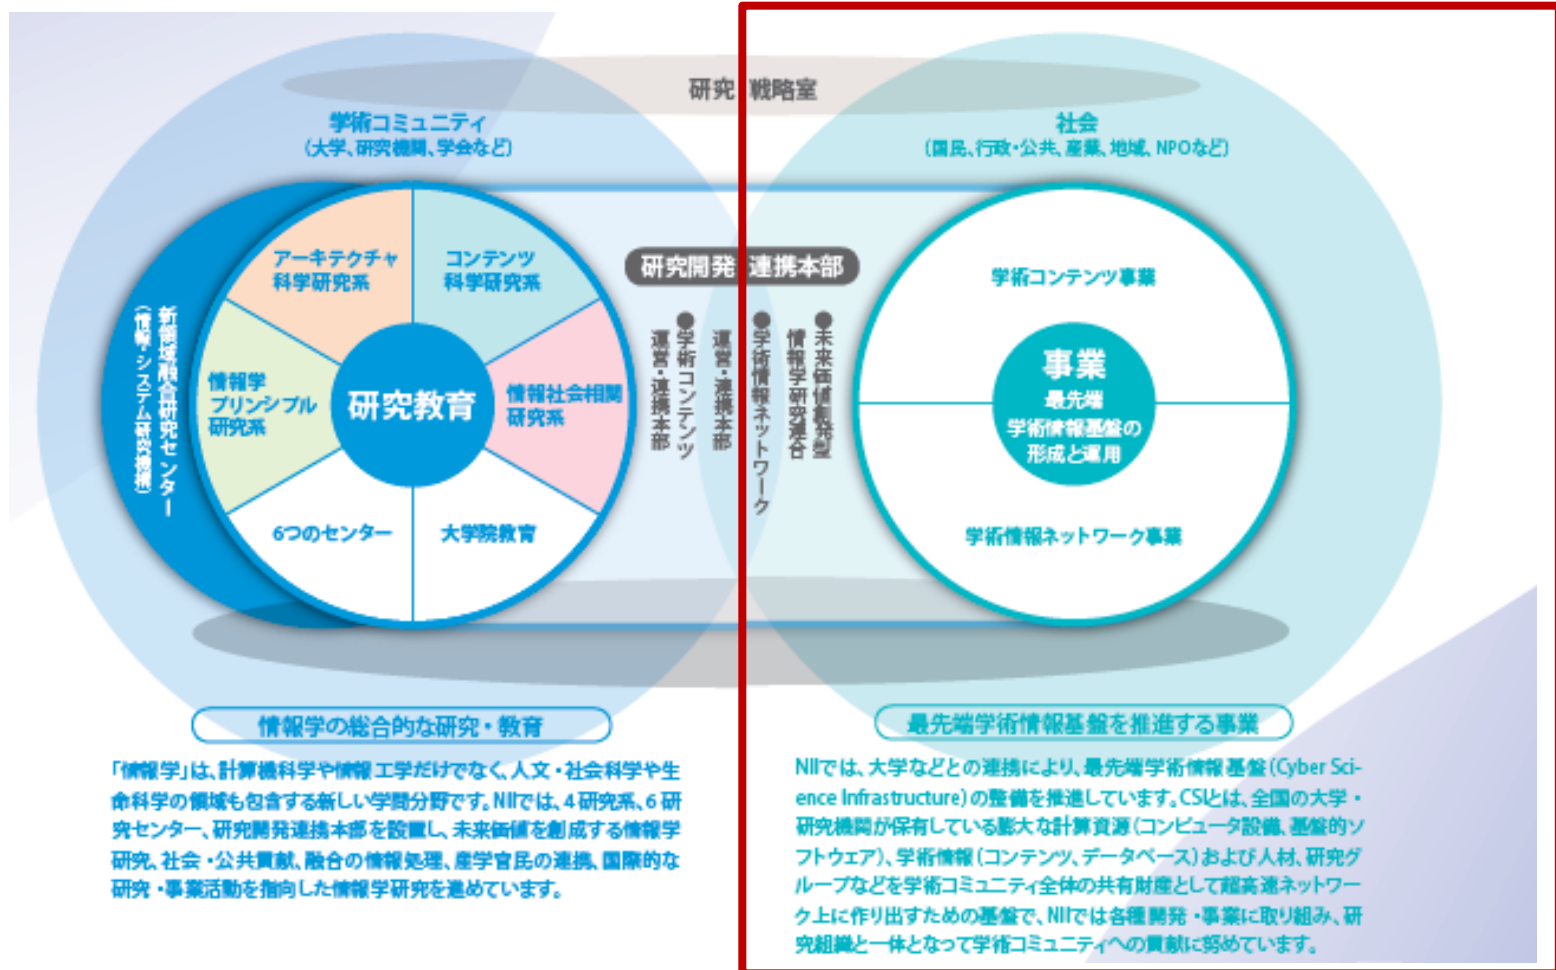 研究戦略室
学術コミュニティ
(大学、研究機関、学会など)
社会
(国民、行政・公共、産業、地域、NPOなど)
新領域融合研究センター
(情報・システム研究機構)
アーキテクチャ
科学研究系
コンテンツ
科学研究系
情報学
プリンシプル
研究系
研究教育
情報社会相関
研究系
6つのセンター
大学院教育
研究開発連携本部
●学術コンテンツ
運営・連携本部
●学術情報ネットワーク
運営・連携本部
●未来価値創発型
情報学研究連合
学術コンテンツ事業
事業
最先端
学術情報基盤の
形成と運用
学術情報ネットワーク事業
情報学の総合的な研究・教育
「情報学」は、計算機科学や情報工学だけでなく、人文・社会科学や生
命科学の領域も包含する新しい学問分野です。NIIでは、4研究系、6研
究センター、研究開発連携本部を設置し、未来価値を創成する情報学
研究、社会・公共貢献、融合の情報処理、産学官民の連携、国際的な
研究・事業活動を指向した情報学研究を進めています。
最先端学術情報基盤を推進する事業
NIIでは、大学などとの連携により、最先端学術情報基盤(Cyber Sci-
ence Infrastructure)の整備を推進しています。CSIとは、全国の大学・
研究機関が保有している膨大な計算資源(コンピュータ設備、基盤的ソ
フトウェア)、学術情報(コンテンツ、データベース)および人材、研究グ
ループなどを学術コミュニティ全体の共有財産として超高速ネットワー
ク上に作り出すための基盤で、NIIでは各種開発・事業に取り組み、研
究組織と一体となって学術コミュニティへの貢献に努めています。